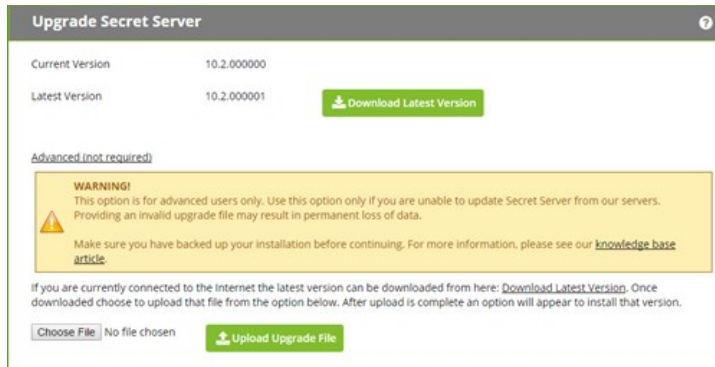 Upgrade Secret Server
Current Version 10.2.000000
Latest Version 10.2.000001 Download Latest Version
Advanced (not required)
WARNING!
This option is for advanced users only. Use this option only if you are unable to update Secret Server from our servers.
Providing an invalid upgrade file may result in permanent loss of data.
Make sure you have backed up your installation before continuing. For more information, please see our knowledge base
article.
If you are currently connected to the Internet the latest version can be downloaded from here: Download Latest Version. Once
downloaded choose to upload that file from the option below. After upload is complete an option will appear to install that version.
Choose File No file chosen Upload Upgrade File